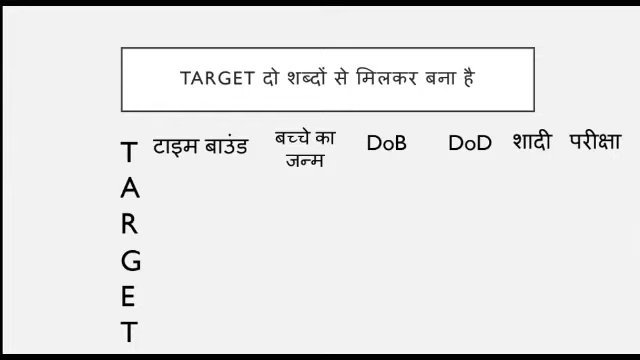 TARGET दो शब्दों से मिलकर बना है
T टाइम बाउंड बच्चे का जन्म DoB DoD शादी परीक्षा
A
R
G
E
T